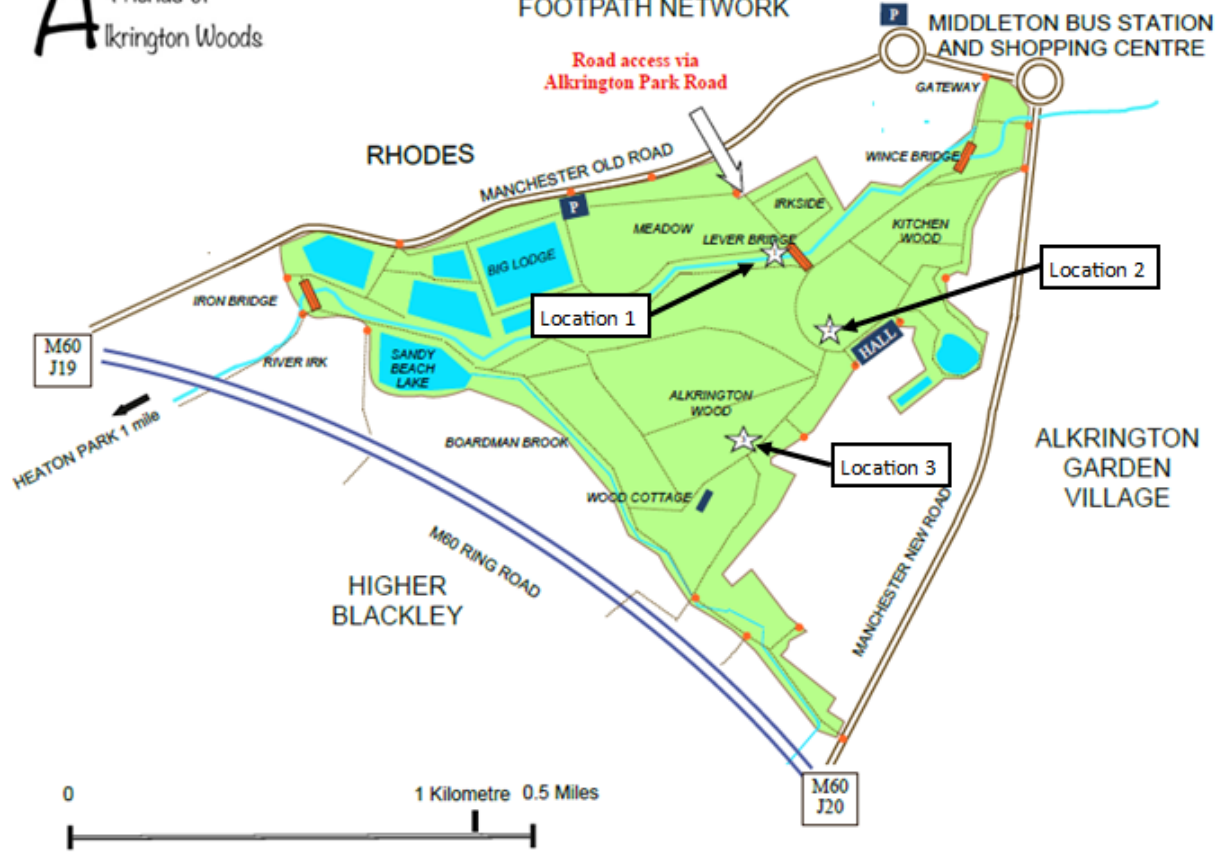 Friends of
A lkrington Woods
FOOTPATH NETWORK
P
MIDDLETON BUS STATION
AND SHOPPING CENTRE
Road access via
Alkrington Park Road
GATEWAY
RHODES
MANCHESTER OLD ROAD
WINCE BRIDGE
P
IRKSIDE
MEADOW
LEVER BRIDGE
KITCHEN
WOOD
BIG LODGE
Location 2
IRON BRIDGE
Location 1
HALL
M60
J19
RIVER IRK
SANDY
BEACH
LAKE
ALKRINGTON
WOOD
HEATON PARK 1 mile
BOARDMAN BROOK
Location 3
ALKRINGTON
GARDEN
VILLAGE
WOOD COTTAGE
M60 RING ROAD
MANCHESTER NEW ROAD
HIGHER
BLACKLEY
M60
J20
0
1 Kilometre 0.5 Miles